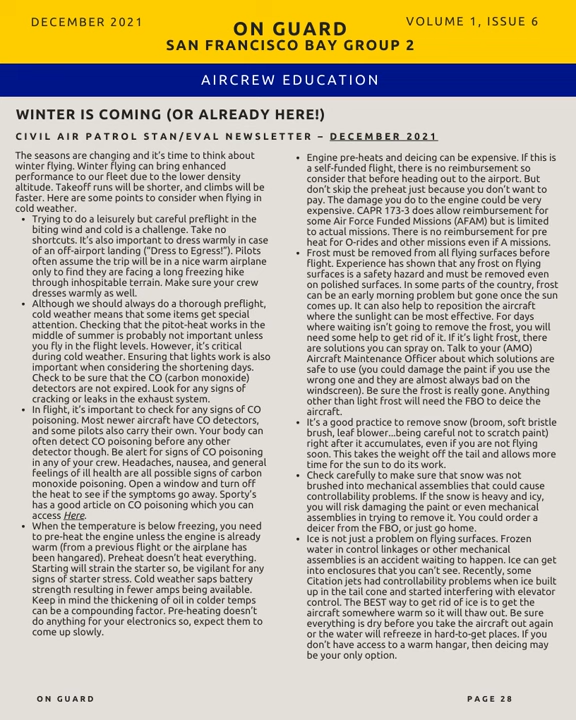 DECEMBER 2021
ON GUARD
VOLUME 1, ISSUE 6
SAN FRANCISCO BAY GROUP 2
AIRCREW EDUCATION
WINTER IS COMING (OR ALREADY HERE!)
CIVIL AIR PATROL STAN/EVAL NEWSLETTER – DECEMBER 2021
The seasons are changing and it's time to think about
winter flying. Winter flying can bring enhanced
performance to our fleet due to the lower density
altitude. Takeoff runs will be shorter, and climbs will be
faster. Here are some points to consider when flying in
cold weather.
• Trying to do a leisurely but careful preflight in the
biting wind and cold is a challenge. Take no
shortcuts. It's also important to dress warmly in case
of an off-airport landing ("Dress to Egress!"). Pilots
often assume the trip will be in a nice warm airplane
only to find they are facing a long freezing hike
through inhospitable terrain. Make sure your crew
dresses warmly as well.
• Although we should always do a thorough preflight,
cold weather means that some items get special
attention. Checking that the pitot-heat works in the
middle of summer is probably not important unless
you fly in the flight levels. However, it's critical
during cold weather. Ensuring that lights work is also
important when considering the shortening days.
Check to be sure that the CO (carbon monoxide)
detectors are not expired. Look for any signs of
cracking or leaks in the exhaust system.
• In flight, it's important to check for any signs of CO
poisoning. Most newer aircraft have CO detectors,
and some pilots also carry their own. Your body can
often detect CO poisoning before any other
detector though. Be alert for signs of CO poisoning
in any of your crew. Headaches, nausea, and general
feelings of ill health are all possible signs of carbon
monoxide poisoning. Open a window and turn off
the heat to see if the symptoms go away. Sporty's
has a good article on CO poisoning which you can
access Here.
• When the temperature is below freezing, you need
to pre-heat the engine unless the engine is already
warm (from a previous flight or the airplane has
been hangared). Preheat doesn't heat everything.
Starting will strain the starter so, be vigilant for any
signs of starter stress. Cold weather saps battery
strength resulting in fewer amps being available.
Keep in mind the thickening of oil in colder temps
can be a compounding factor. Pre-heating doesn't
do anything for your electronics so, expect them to
come up slowly.
• Engine pre-heats and deicing can be expensive. If this is
a self-funded flight, there is no reimbursement so
consider that before heading out to the airport. But
don't skip the preheat just because you don't want to
pay. The damage you do to the engine could be very
expensive. CAPR 173-3 does allow reimbursement for
some Air Force Funded Missions (AFAM) but is limited
to actual missions. There is no reimbursement for pre
heat for O-rides and other missions even if A missions.
• Frost must be removed from all flying surfaces before
flight. Experience has shown that any frost on flying
surfaces is a safety hazard and must be removed even
on polished surfaces. In some parts of the country, frost
can be an early morning problem but gone once the sun
comes up. It can also help to reposition the aircraft
where the sunlight can be most effective. For days
where waiting isn't going to remove the frost, you will
need some help to get rid of it. If it's light frost, there
are solutions you can spray on. Talk to your (AMO)
Aircraft Maintenance Officer about which solutions are
safe to use (you could damage the paint if you use the
wrong one and they are almost always bad on the
windscreen). Be sure the frost is really gone. Anything
other than light frost will need the FBO to deice the
aircraft.
• It's a good practice to remove snow (broom, soft bristle
brush, leaf blower...being careful not to scratch paint)
right after it accumulates, even if you are not flying
soon. This takes the weight off the tail and allows more
time for the sun to do its work.
• Check carefully to make sure that snow was not
brushed into mechanical assemblies that could cause
controllability problems. If the snow is heavy and icy,
you will risk damaging the paint or even mechanical
assemblies in trying to remove it. You could order a
deicer from the FBO, or just go home.
• Ice is not just a problem on flying surfaces. Frozen
water in control linkages or other mechanical
assemblies is an accident waiting to happen. Ice can get
into enclosures that you can't see. Recently, some
Citation jets had controllability problems when ice built
up in the tail cone and started interfering with elevator
control. The BEST way to get rid of ice is to get the
aircraft somewhere warm so it will thaw out. Be sure
everything is dry before you take the aircraft out again
or the water will refreeze in hard-to-get places. If you
don't have access to a warm hangar, then deicing may
be your only option.
ON GUARD
PAGE 28